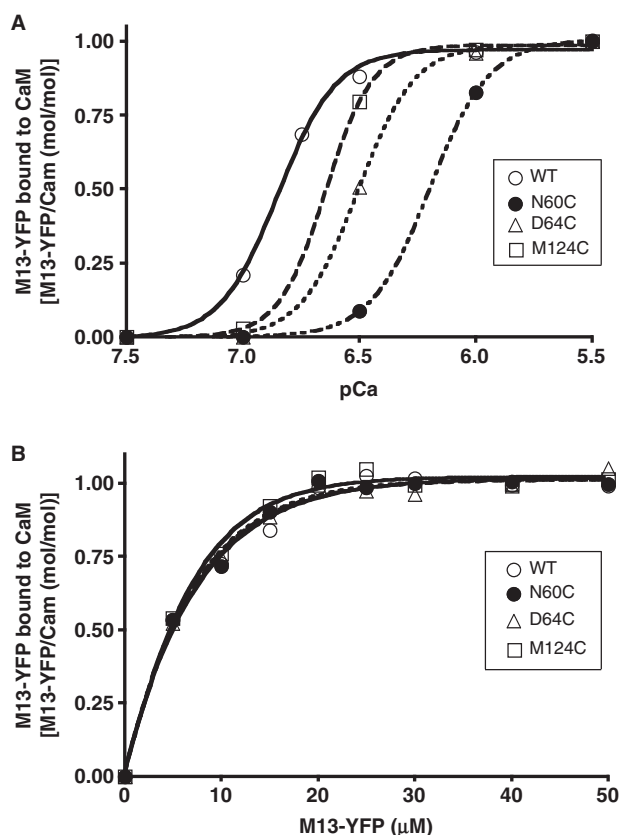 A
M13-YFP bound to CaM
[M13-YFP/Cam (mol/mol)]
1.00
0.75
0.50
0.25
0.00
7.5
7.0
6.5
6.0
5.5
pCa
WT
N60C
D64C
M124C
B
M13-YFP bound to CaM
[M13-YFP/Cam (mol/mol)]
1.00
0.75
0.50
0.25
0.00
0
10
20
30
40
50
M13-YFP (μM)
WT
N60C
D64C
M124C